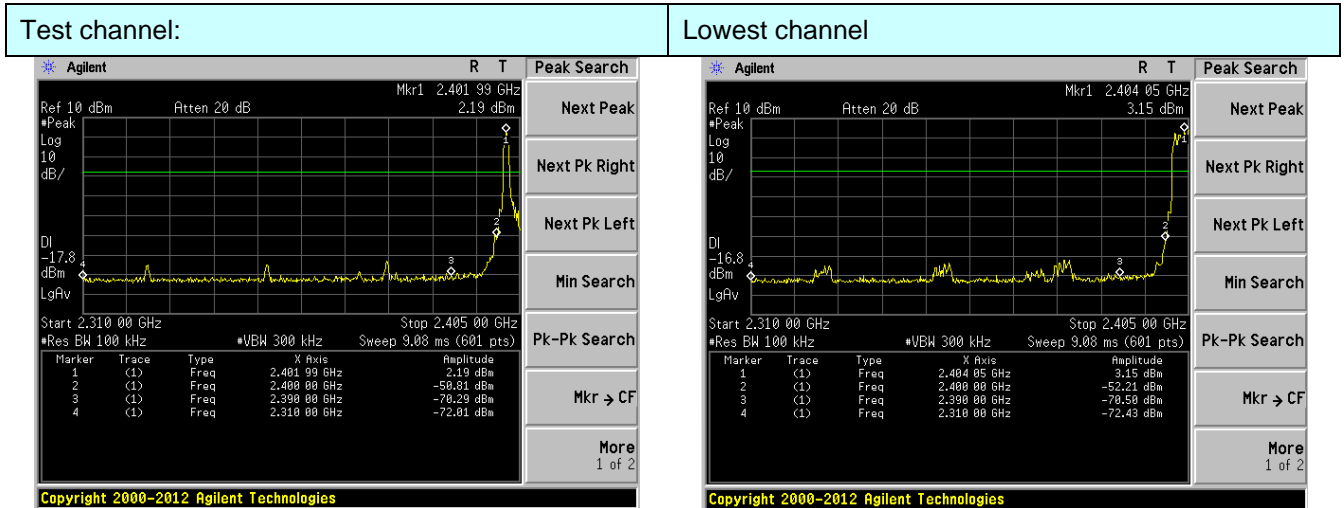 Test channel: Lowest channel
Agilent R T Peak Search
Mkr1 2.401 99 GHz
Ref 10 dBm Atten 20 dB 2.19 dBm
#Peak
Log
10
dB/
1
2
3
4
DI
-17.8
dBm
LgAv
Start 2.310 00 GHz Stop 2.405 00 GHz
#Res BW 100 kHz #VBW 300 kHz Sweep 9.08 ms (601 pts)
Marker Trace Type X Axis Amplitude
1 (1) Freq 2.401 99 GHz 2.19 dBm
2 (1) Freq 2.400 00 GHz -50.81 dBm
3 (1) Freq 2.390 00 GHz -70.29 dBm
4 (1) Freq 2.310 00 GHz -72.01 dBm
Next Peak
Next Pk Right
Next Pk Left
Min Search
Pk-Pk Search
Mkr → CF
More
1 of 2
Copyright 2000-2012 Agilent Technologies
Agilent R T Peak Search
Mkr1 2.404 05 GHz
Ref 10 dBm Atten 20 dB 3.15 dBm
#Peak
Log
10
dB/
1
2
3
4
DI
-16.8
dBm
LgAv
Start 2.310 00 GHz Stop 2.405 00 GHz
#Res BW 100 kHz #VBW 300 kHz Sweep 9.08 ms (601 pts)
Marker Trace Type X Axis Amplitude
1 (1) Freq 2.404 05 GHz 3.15 dBm
2 (1) Freq 2.400 00 GHz -52.21 dBm
3 (1) Freq 2.390 00 GHz -70.50 dBm
4 (1) Freq 2.310 00 GHz -72.43 dBm
Next Peak
Next Pk Right
Next Pk Left
Min Search
Pk-Pk Search
Mkr → CF
More
1 of 2
Copyright 2000-2012 Agilent Technologies